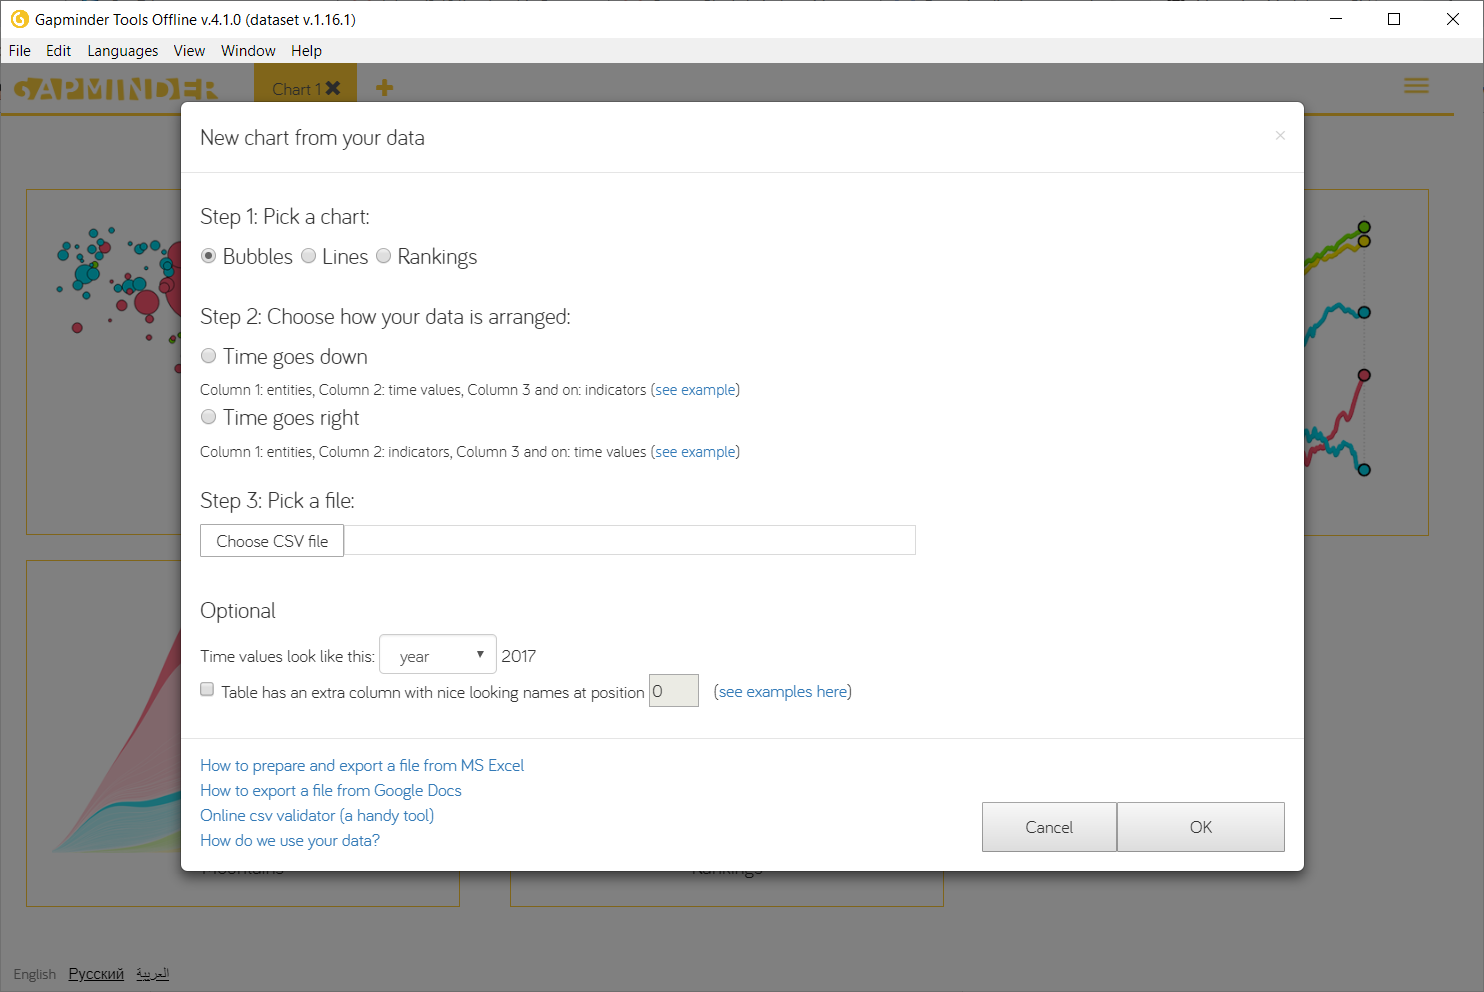 Gapminder Tools Offline v.4.1.0 (dataset v.1.16.1)
File Edit Languages View Window Help
GAPMINDER Chart 1
New chart from your data
Step 1: Pick a chart:
Bubbles Lines Rankings
Step 2: Choose how your data is arranged:
Time goes down
Column 1: entities, Column 2: time values, Column 3 and on: indicators (see example)
Time goes right
Column 1: entities, Column 2: indicators, Column 3 and on: time values (see example)
Step 3: Pick a file:
Choose CSV file
Optional
Time values look like this: year 2017
Table has an extra column with nice looking names at position 0 (see examples here)
How to prepare and export a file from MS Excel
How to export a file from Google Docs
Online csv validator (a handy tool)
How do we use your data?
Cancel OK
Mountains Rankings
English Русский العربية